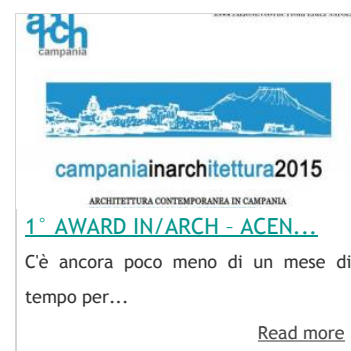 arch
campania
campaniainarchitettura2015
ARCHITETTURA CONTEMPORANEA IN CAMPANIA
1° AWARD IN/ARCH – ACEN...
C'è ancora poco meno di un mese di
tempo per...
Read more